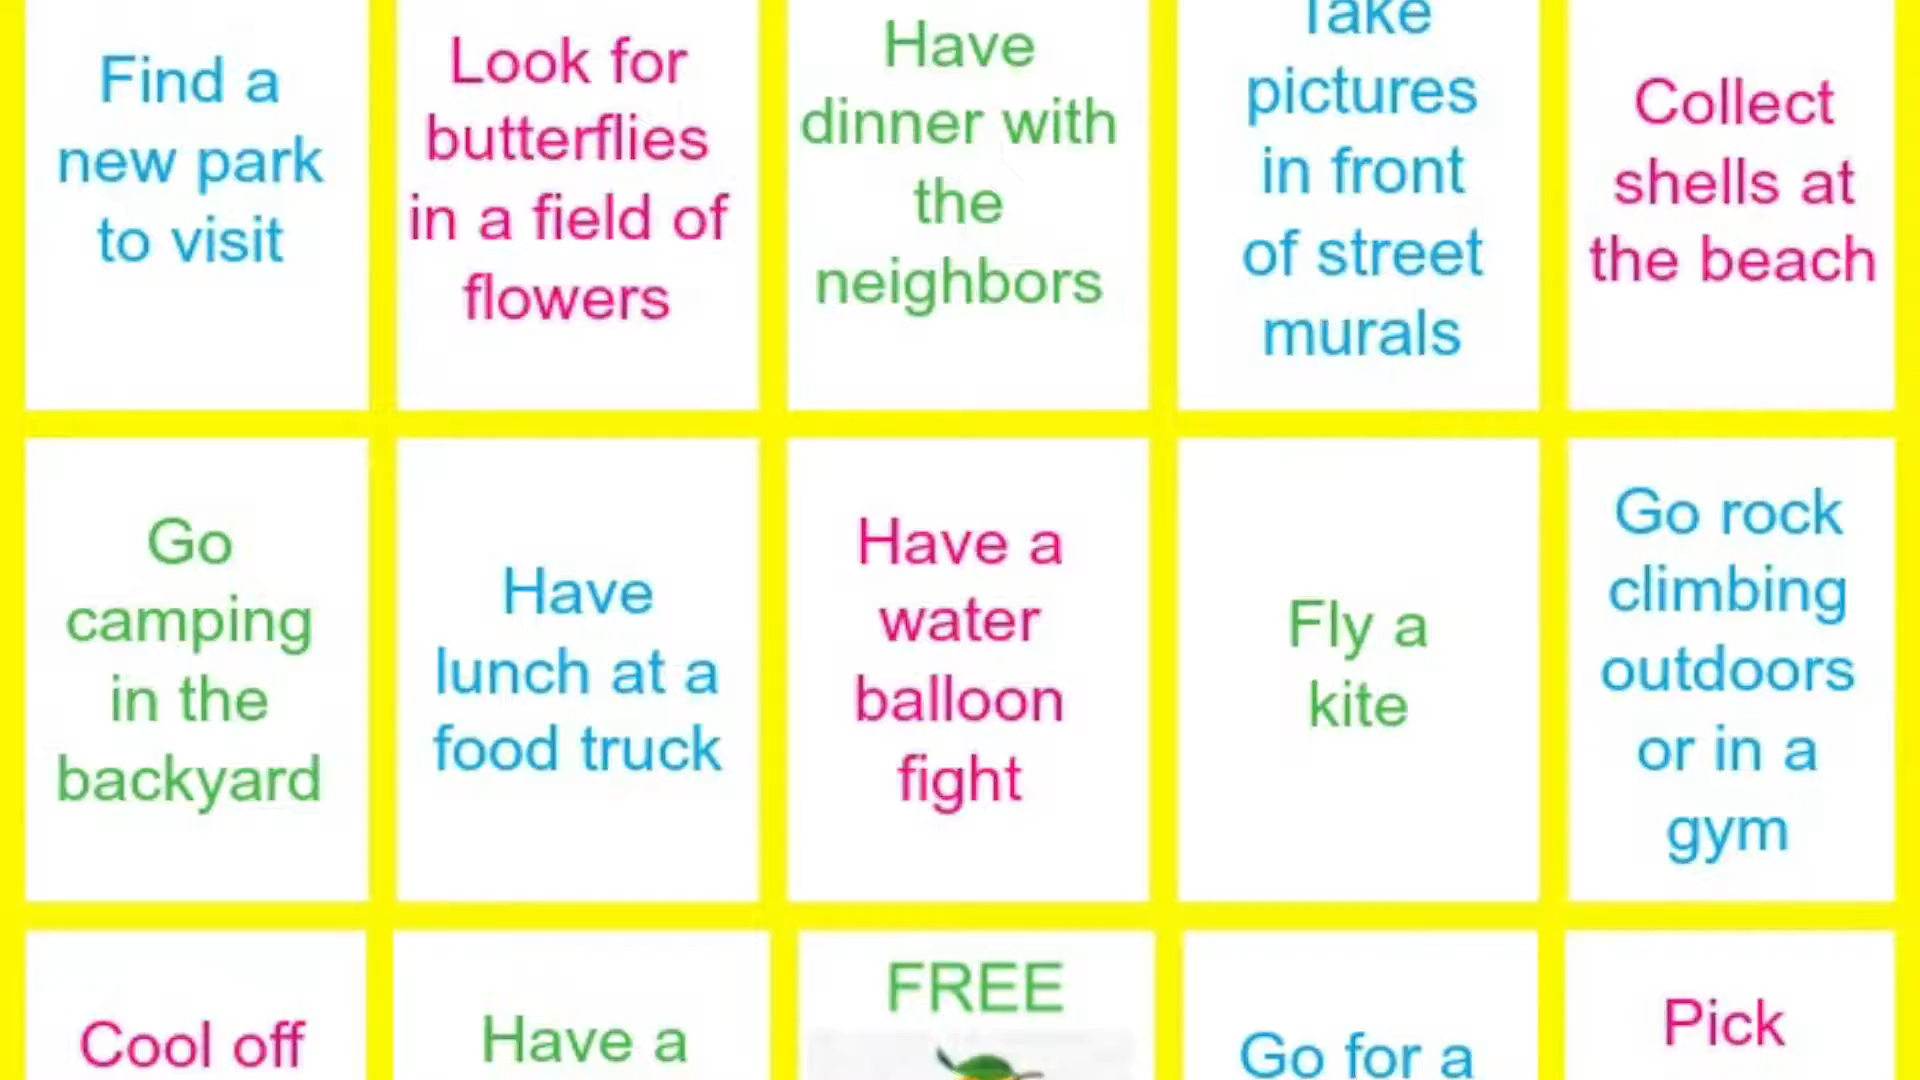 Find a
new park
to visit
Look for
butterflies
in a field of
flowers
Have
dinner with
the
neighbors
Take
pictures
in front
of street
murals
Collect
shells at
the beach
Go
camping
in the
backyard
Have
lunch at a
food truck
Have a
water
balloon
fight
Fly a
kite
Go rock
climbing
outdoors
or in a
gym
Cool off
Have a
FREE
Go for a
Pick